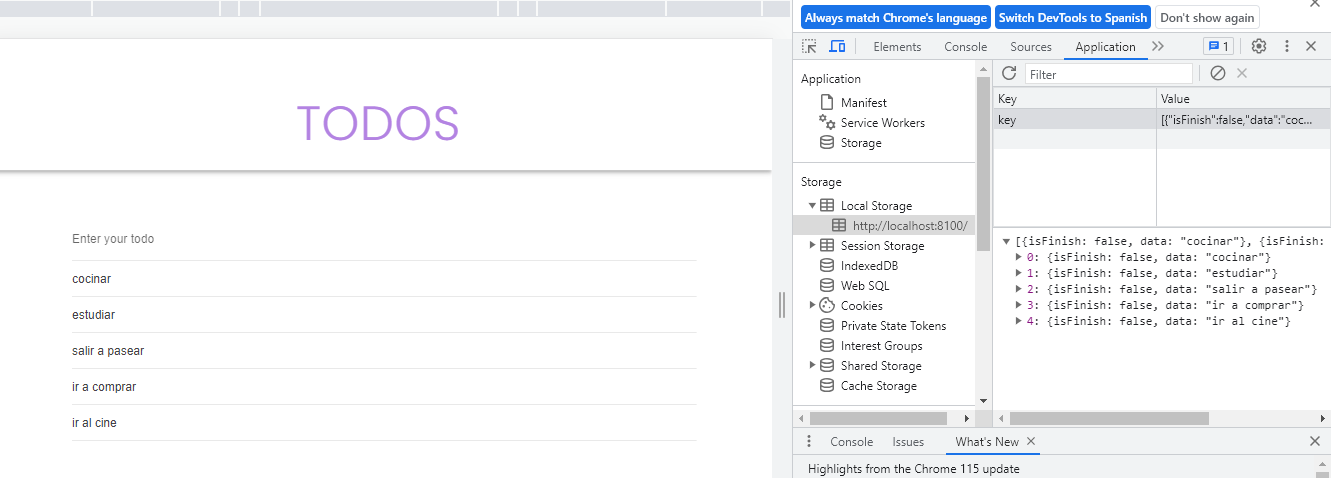 TODOS
Enter your todo
cocinar
estudiar
salir a pasear
ir a comprar
ir al cine
Always match Chrome's language Switch DevTools to Spanish Don't show again
Elements Console Sources Application 1
Application
Manifest
Service Workers
Storage
Storage
Local Storage
http://localhost:8100/
Session Storage
IndexedDB
Web SQL
Cookies
Private State Tokens
Interest Groups
Shared Storage
Cache Storage
Filter
Key Value
key [{"isFinish":false,"data":"coc...
[{isFinish: false, data: "cocinar"}, {isFinish:
0: {isFinish: false, data: "cocinar"}
1: {isFinish: false, data: "estudiar"}
2: {isFinish: false, data: "salir a pasear"}
3: {isFinish: false, data: "ir a comprar"}
4: {isFinish: false, data: "ir al cine"}
Console Issues What's New
Highlights from the Chrome 115 update